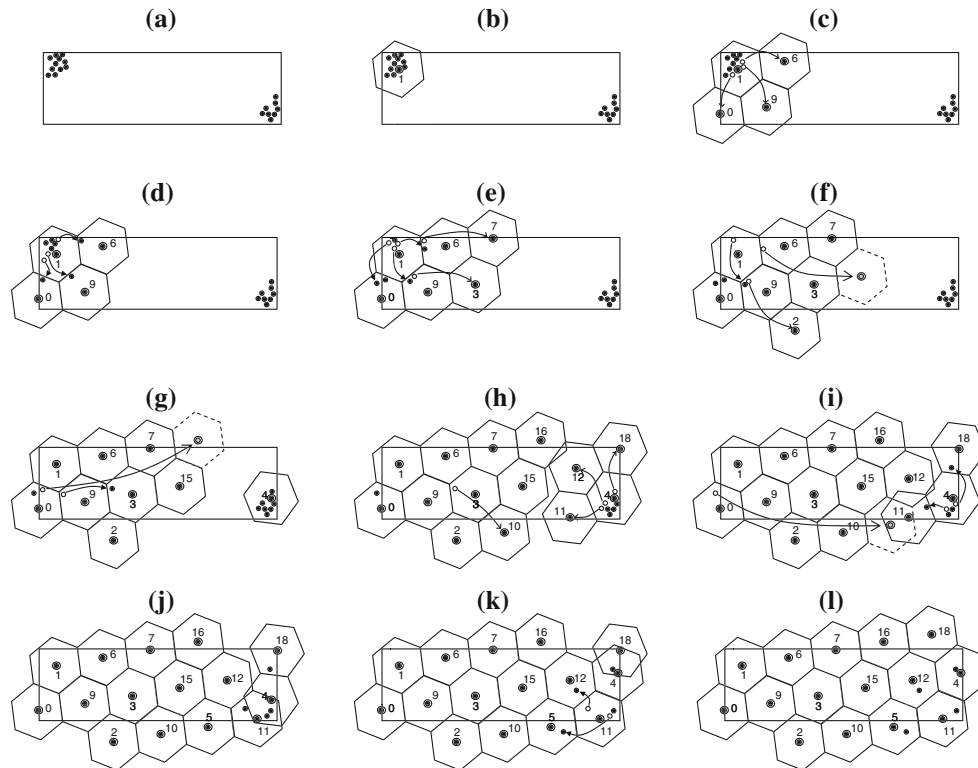 (a) (b) (c)
1
1 6 0 9
(d) (e) (f)
6 1 0 9
7 6 1 0 9 3
7 6 1 0 9 3 2
(g) (h) (i)
7 6 1 15 4 9 3 0 2
16 18 7 6 1 12 15 4 9 3 0 11 10 2
16 18 7 6 1 12 15 4 9 3 0 11 10 2
(j) (k) (l)
16 18 7 6 1 12 15 4 9 3 0 5 10 11 2
16 18 7 6 1 12 4 15 9 3 0 5 10 11 2
16 18 7 6 1 12 4 15 9 3 0 5 10 11 2